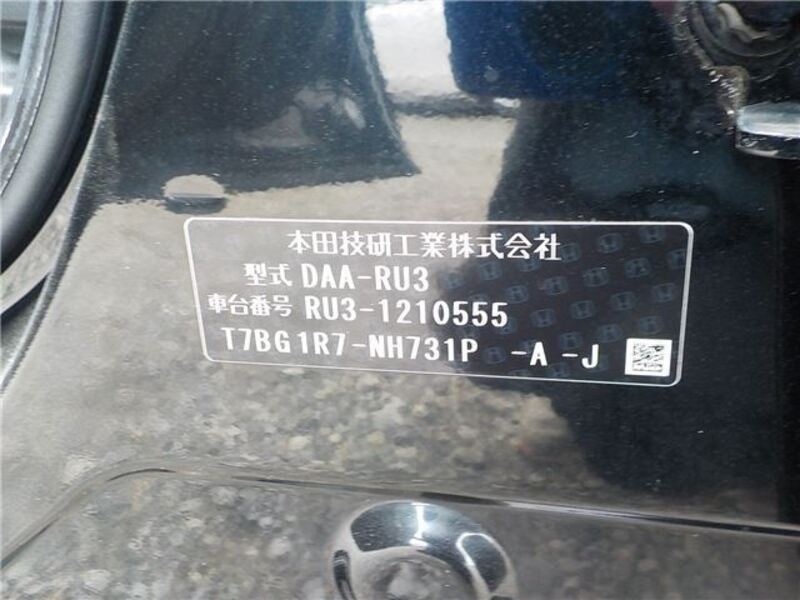 本田技研工業株式会社
型式 DAA-RU3
車台番号 RU3-1210555
T7BG1R7-NH731P -A -J